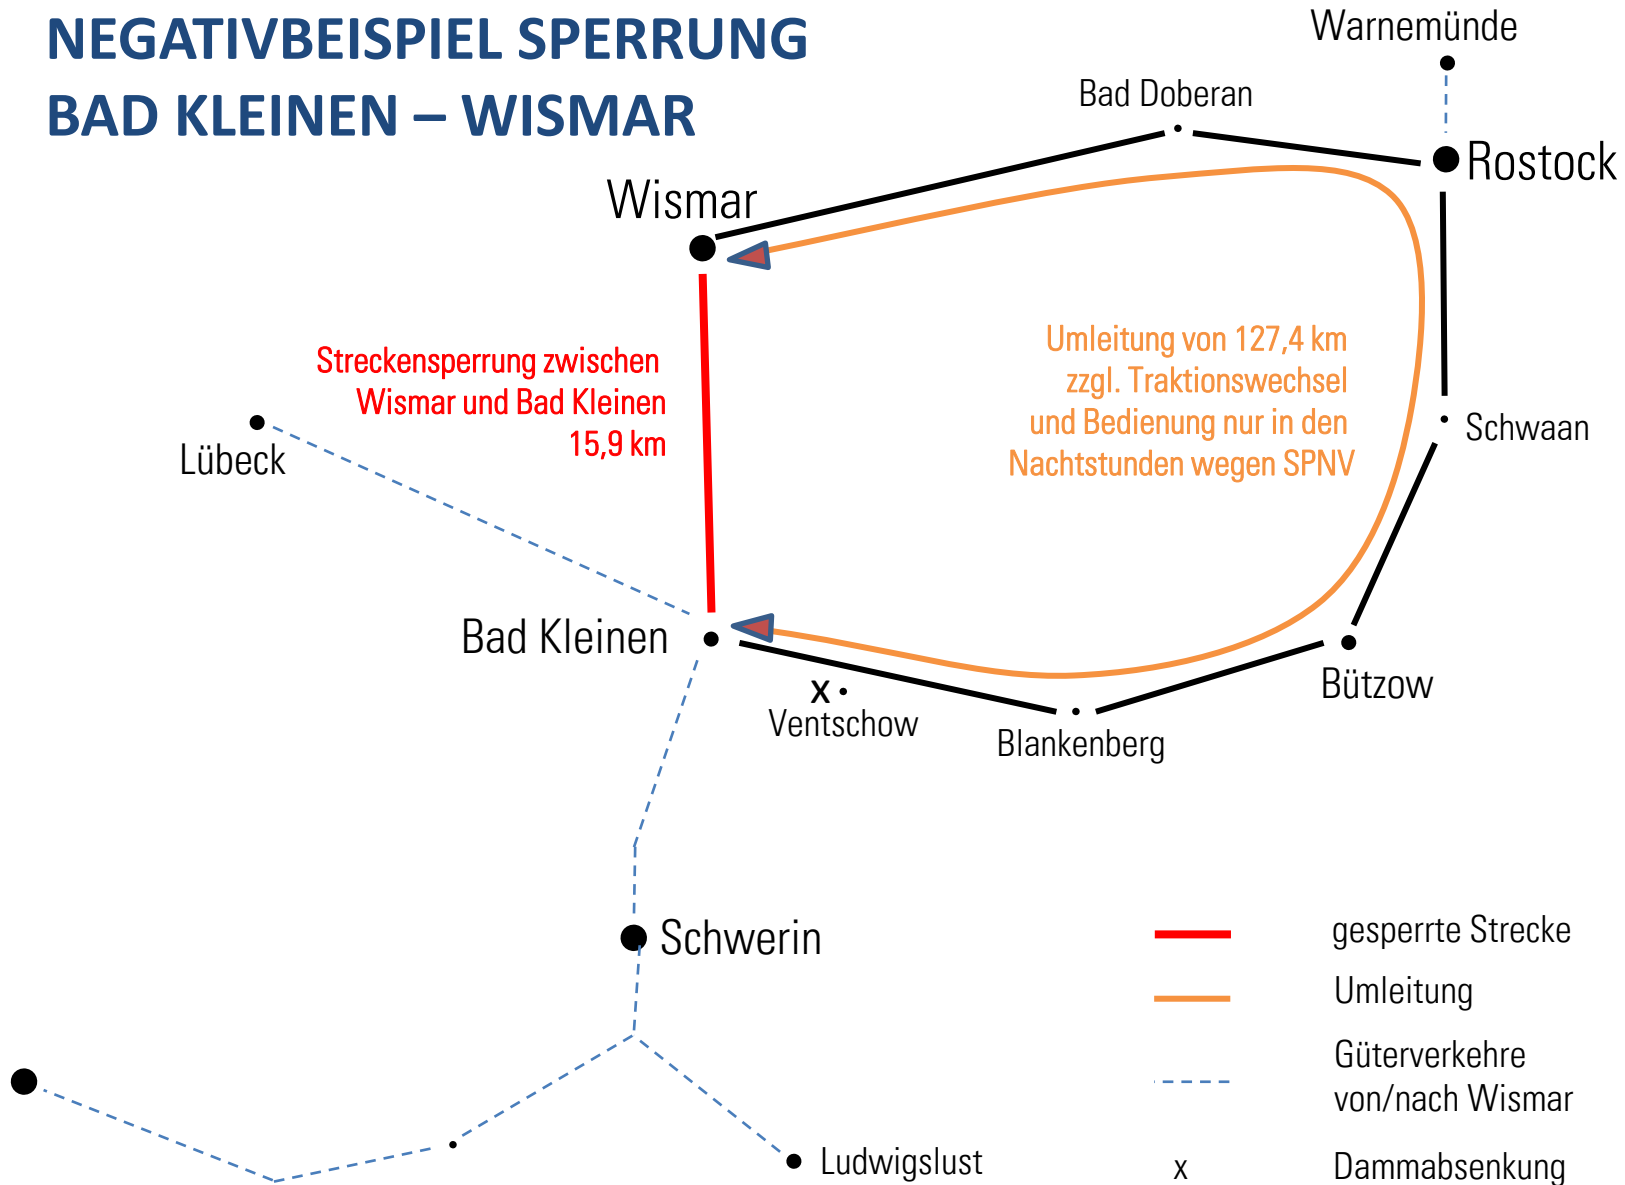 NEGATIVBEISPIEL SPERRUNG
BAD KLEINEN – WISMAR
Warnemünde
Bad Doberan
Rostock
Wismar
Streckensperrung zwischen
Wismar und Bad Kleinen
15,9 km
Umleitung von 127,4 km
zzgl. Traktionswechsel
und Bedienung nur in den
Nachtstunden wegen SPNV
Lübeck
Schwaan
Bad Kleinen
x
Ventschow
Blankenberg
Bützow
Schwerin
Ludwigslust
gesperrte Strecke
Umleitung
Güterverkehre
von/nach Wismar
x Dammabsenkung